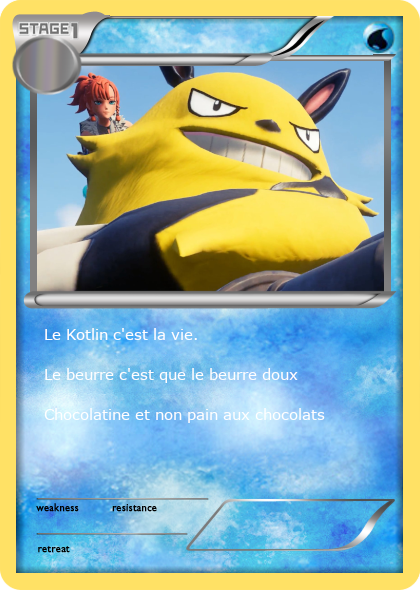 STAGE1
Le Kotlin c'est la vie.
Le beurre c'est que le beurre doux
Chocolatine et non pain aux chocolats
weakness resistance
retreat